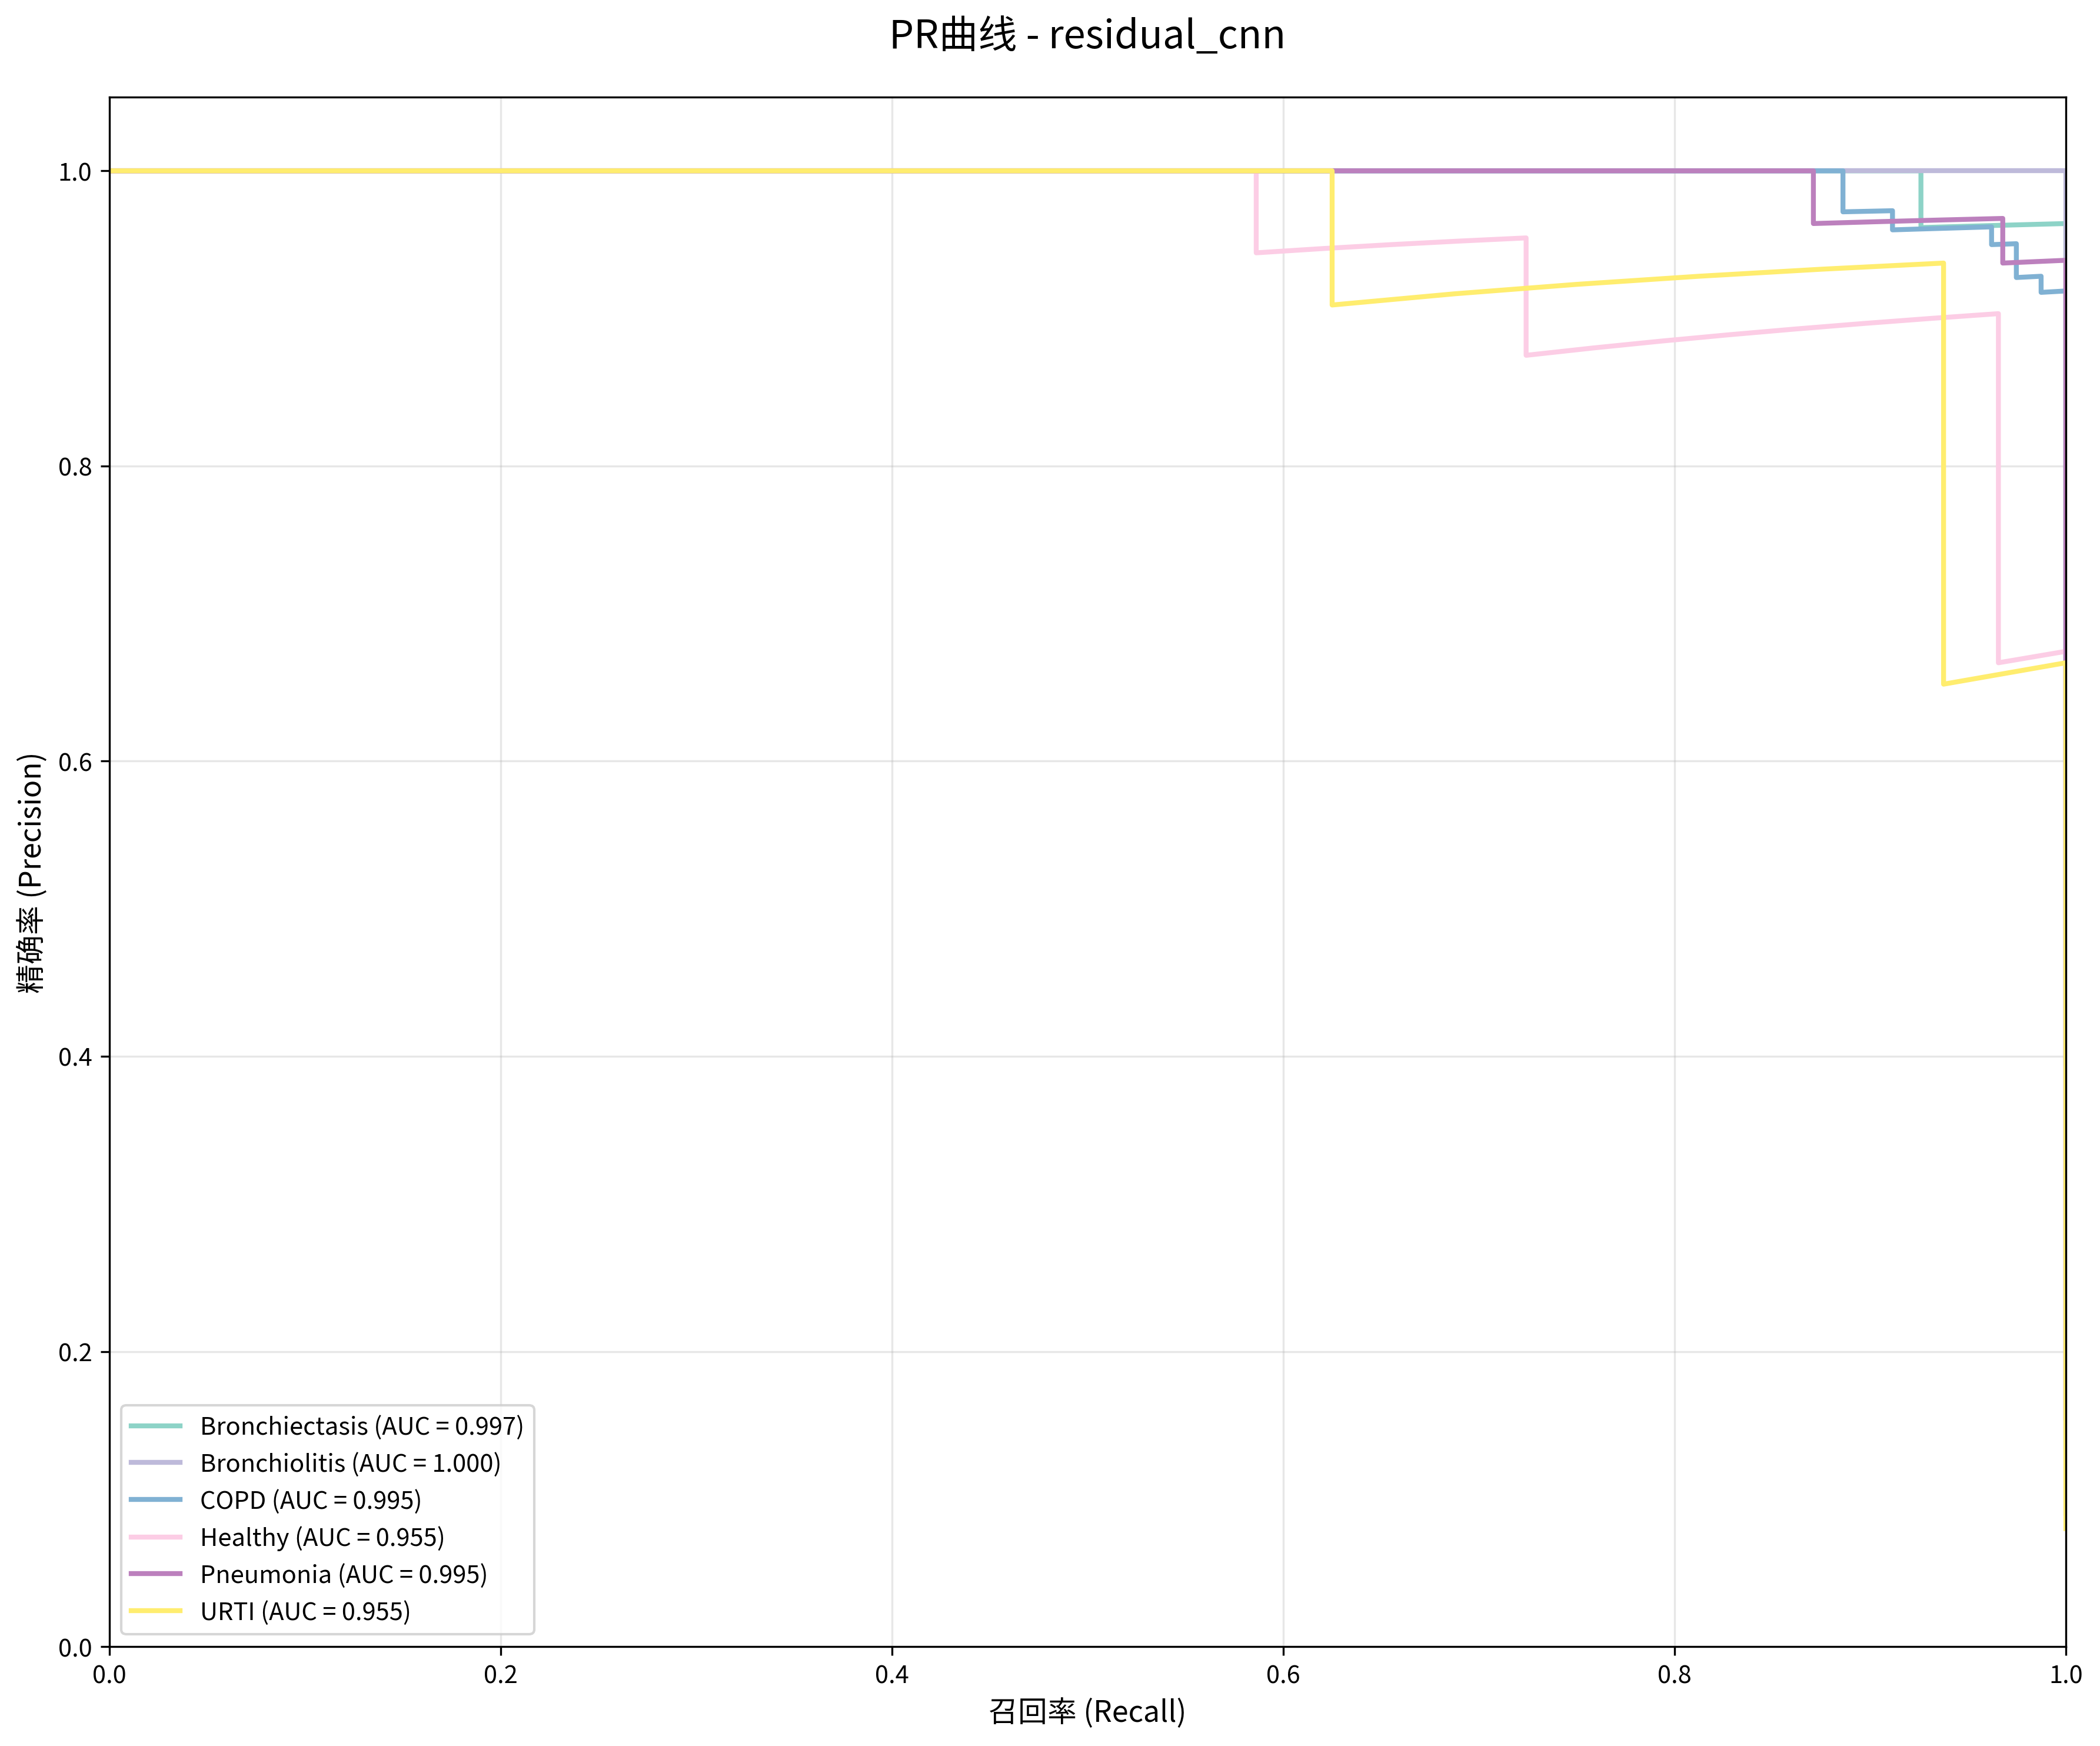 PR曲线 - residual_cnn
精确率 (Precision)
1.0
0.8
0.6
0.4
0.2
0.0
Bronchiectasis (AUC = 0.997)
Bronchiolitis (AUC = 1.000)
COPD (AUC = 0.995)
Healthy (AUC = 0.955)
Pneumonia (AUC = 0.995)
URTI (AUC = 0.955)
0.0 0.2 0.4 0.6 0.8 1.0
召回率 (Recall)